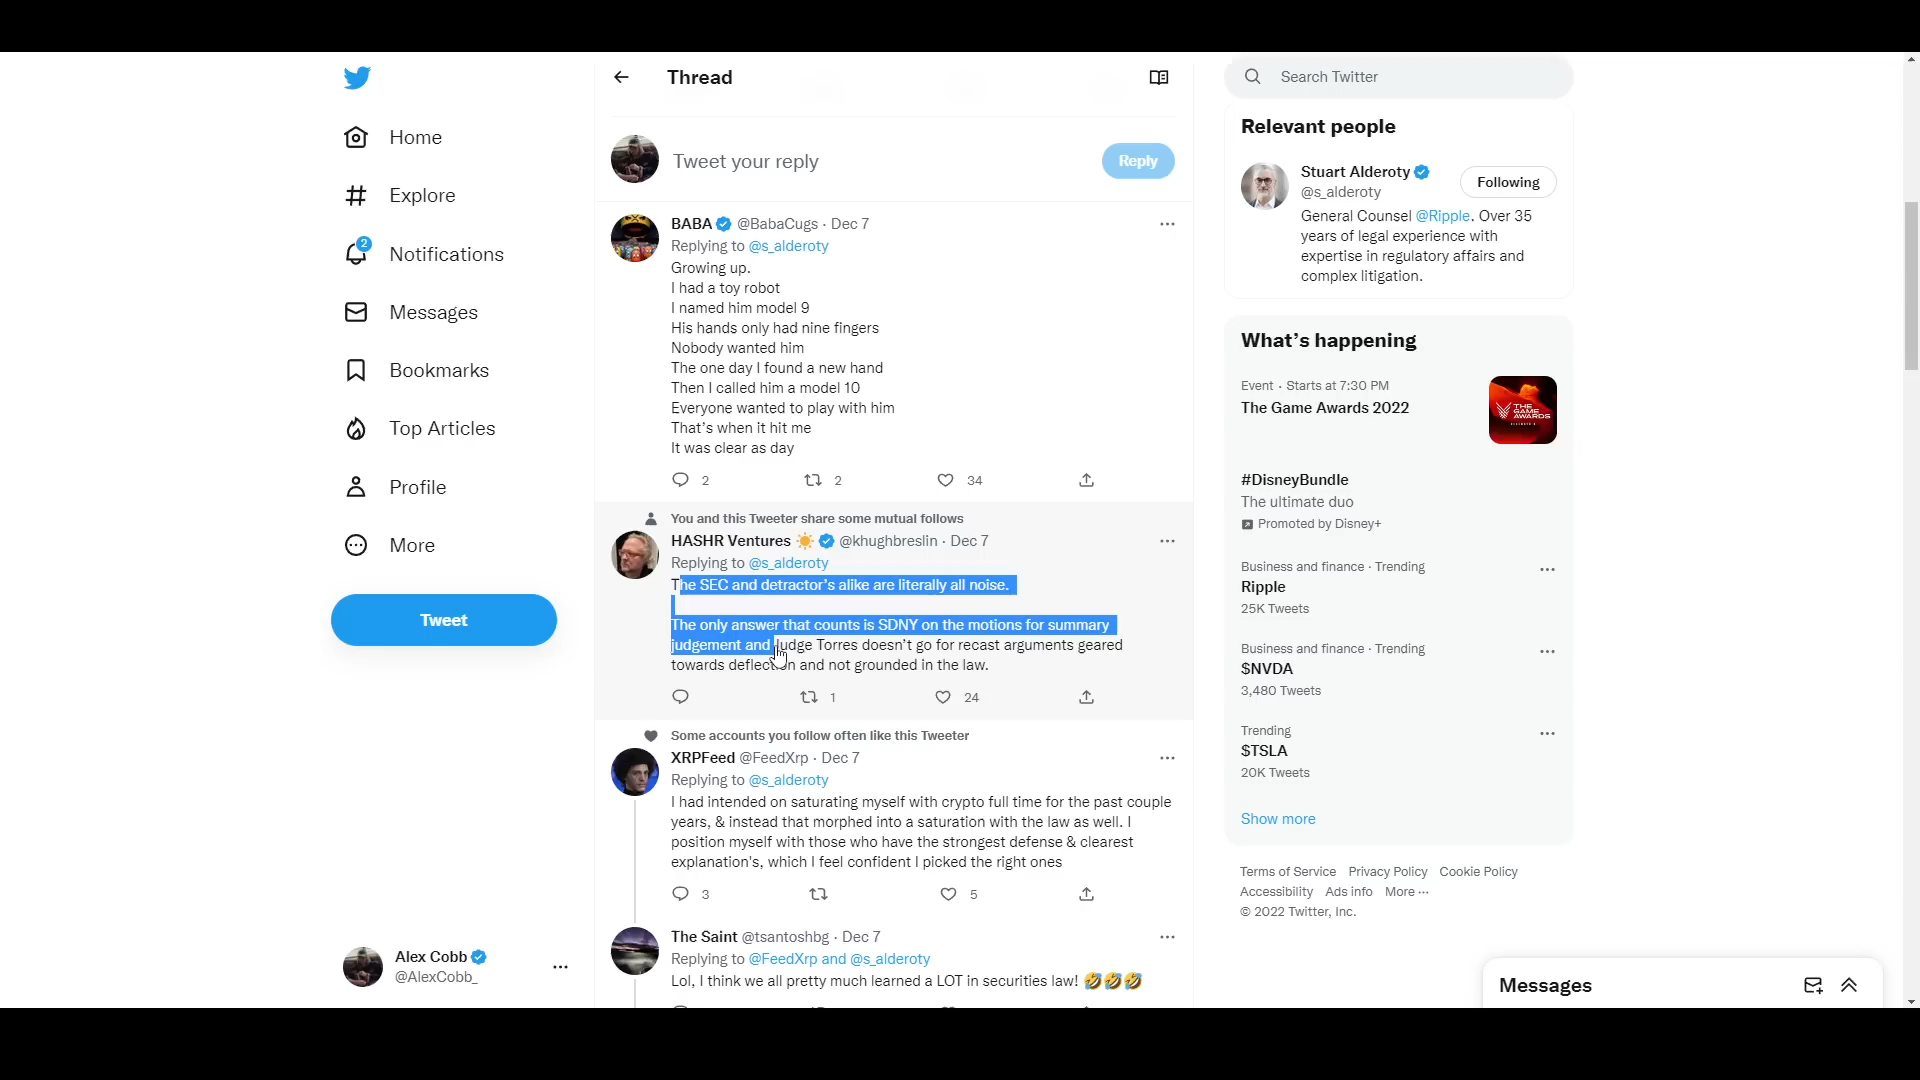 Home
Explore
2
Notifications
Messages
Bookmarks
Top Articles
Profile
More
Tweet
Alex Cobb
@AlexCobb_
Thread
Tweet your reply
Reply
BABA @BabaCugs · Dec 7
Replying to @s_alderoty
Growing up.
I had a toy robot
I named him model 9
His hands only had nine fingers
Nobody wanted him
The one day I found a new hand
Then I called him a model 10
Everyone wanted to play with him
That's when it hit me
It was clear as day
2 2 34
You and this Tweeter share some mutual follows
HASHR Ventures @khughbreslin · Dec 7
Replying to @s_alderoty
The SEC and detractor's alike are literally all noise.
The only answer that counts is SDNY on the motions for summary
judgement and Judge Torres doesn't go for recast arguments geared
towards deflection and not grounded in the law.
1 24
Some accounts you follow often like this Tweeter
XRPFeed @FeedXrp · Dec 7
Replying to @s_alderoty
I had intended on saturating myself with crypto full time for the past couple
years, & instead that morphed into a saturation with the law as well. I
position myself with those who have the strongest defense & clearest
explanation's, which I feel confident I picked the right ones
3 5
The Saint @tsantoshbg · Dec 7
Replying to @FeedXrp and @s_alderoty
Lol, I think we all pretty much learned a LOT in securities law! 🤣🤣🤣
Search Twitter
Relevant people
Stuart Alderoty
@s_alderoty
Following
General Counsel @Ripple. Over 35
years of legal experience with
expertise in regulatory affairs and
complex litigation.
What's happening
Event · Starts at 7:30 PM
The Game Awards 2022
THE
GAME
AWARDS
#DisneyBundle
The ultimate duo
Promoted by Disney+
Business and finance · Trending
Ripple
25K Tweets
Business and finance · Trending
$NVDA
3,480 Tweets
Trending
$TSLA
20K Tweets
Show more
Terms of Service Privacy Policy Cookie Policy
Accessibility Ads info More ···
© 2022 Twitter, Inc.
Messages